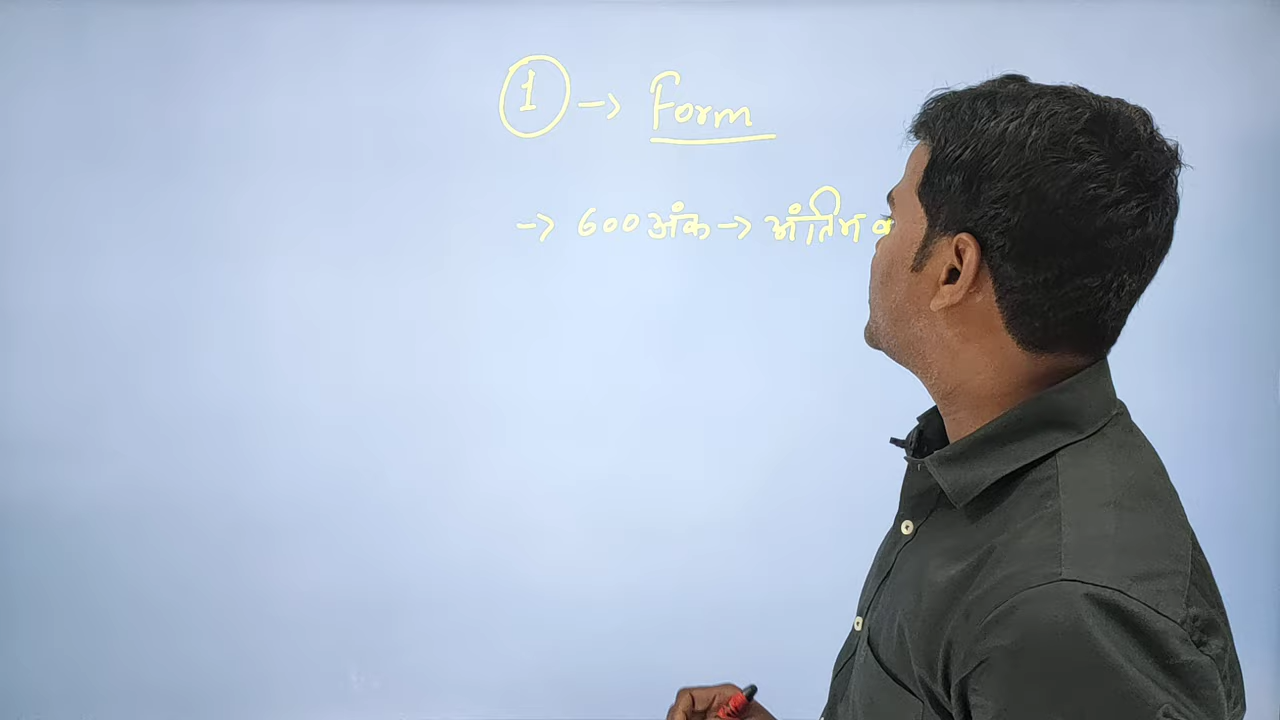 1 → Form
→ 600 अंक → अंतिम